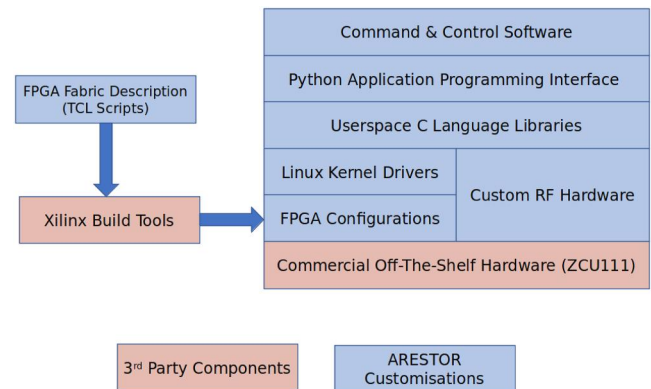 Command & Control Software
Python Application Programming Interface
FPGA Fabric Description
(TCL Scripts)
Userspace C Language Libraries
Linux Kernel Drivers
Custom RF Hardware
Xilinx Build Tools
FPGA Configurations
Commercial Off-The-Shelf Hardware (ZCU111)
3rd Party Components
ARESTOR
Customisations